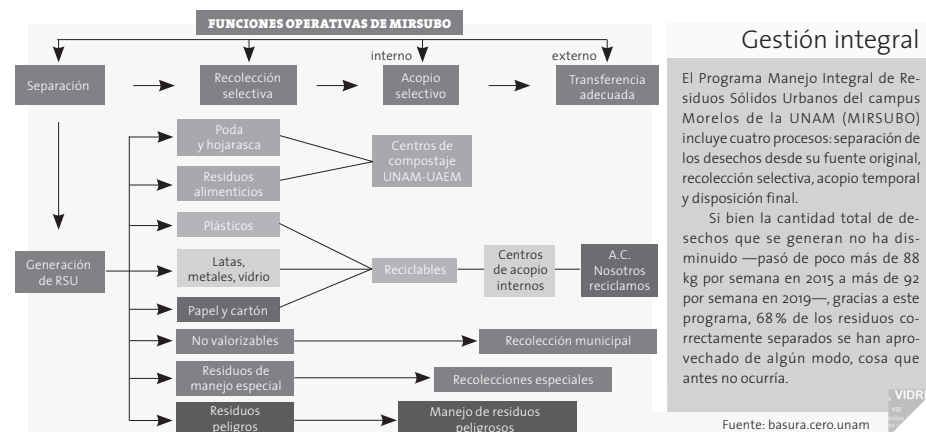 FUNCIONES OPERATIVAS DE MIRSUBO
interno
externo
Separación
Recolección
selectiva
Acopio
selectivo
Transferencia
adecuada
Poda
y hojarasca
Residuos
alimenticios
Centros de
compostaje
UNAM-UAEM
Plásticos
Generación
de RSU
Latas,
metales, vidrio
Papel y cartón
Reciclables
Centros
de acopio
internos
A.C.
Nosotros
reciclamos
No valorizables
Recolección municipal
Residuos de
manejo especial
Recolecciones especiales
Residuos
peligros
Manejo de residuos
peligrosos
Gestión integral
El Programa Manejo Integral de Re-
siduos Sólidos Urbanos del campus
Morelos de la UNAM (MIRSUBO)
incluye cuatro procesos: separación de
los desechos desde su fuente original,
recolección selectiva, acopio temporal
y disposición final.
Si bien la cantidad total de de-
sechos que se generan no ha dis-
minuido —pasó de poco más de 88
kg por semana en 2015 a más de 92
por semana en 2019—, gracias a este
programa, 68% de los residuos co-
rrectamente separados se han apro-
vechado de algún modo, cosa que
antes no ocurría.
, VIDRI
va:
Fuente: basura.cero.unam